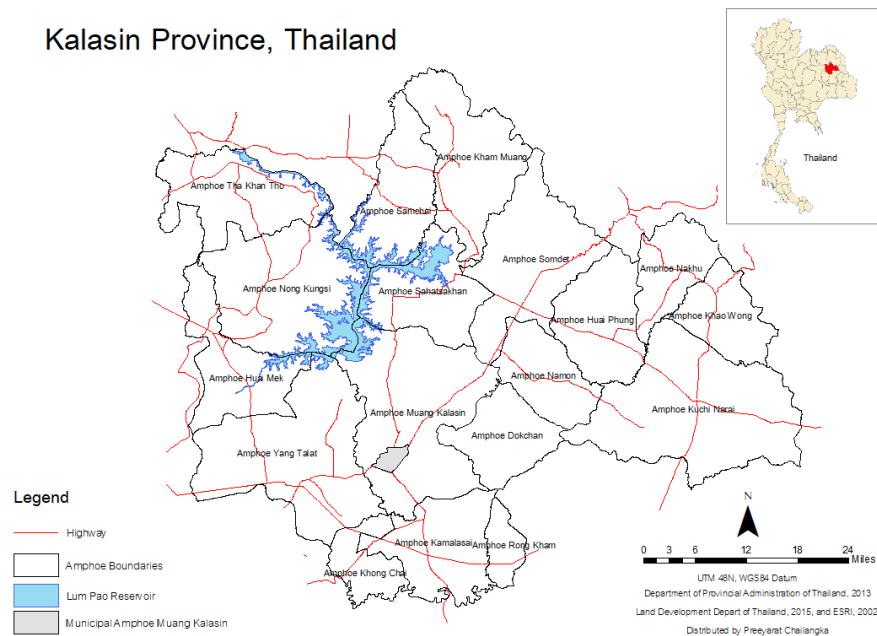 Kalasin Province, Thailand
Thailand
Amphoe Kham Muang
Amphoe Tha Khan Tho
Amphoe Samchai
Amphoe Somdet
Amphoe Nakhu
Amphoe Nong Kungsi
Amphoe Sahatsakhan
Amphoe Huai Phung
Amphoe Khao Wong
Amphoe Huai Mek
Amphoe Namon
Amphoe Muang Kalasin
Amphoe Kuchi Narai
Amphoe Dokchan
Amphoe Yang Talat
Amphoe Kamalasai
Amphoe Rong Kham
Amphoe Khong Chai
Legend
Highway
Amphoe Boundaries
Lum Pao Reservoir
Municipal Amphoe Muang Kalasin
N
0 3 6 12 18 24
Miles
UTM 48N, WGS84 Datum
Department of Provincial Administration of Thailand, 2013
Land Development Depart of Thailand, 2015, and ESRI, 2002
Distributed by Preeyarat Chailangka